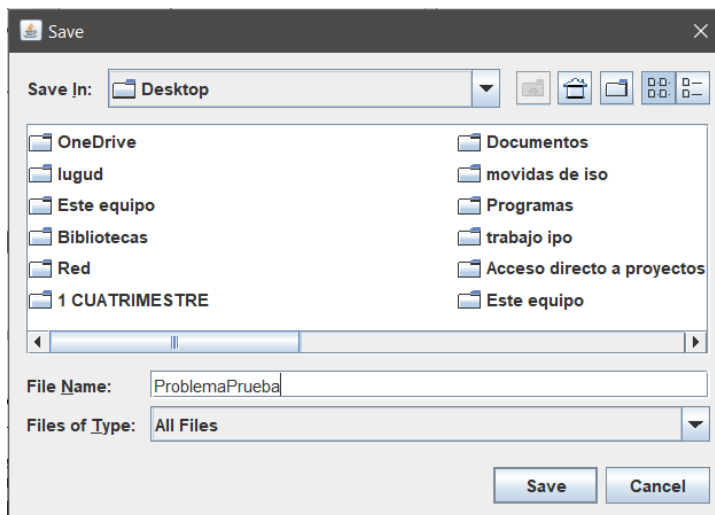 Save
Save In: Desktop
OneDrive
lugud
Este equipo
Bibliotecas
Red
1 CUATRIMESTRE
Documentos
movidas de iso
Programas
trabajo ipo
Acceso directo a proyectos
Este equipo
File Name: ProblemaPrueba
Files of Type: All Files
Save Cancel